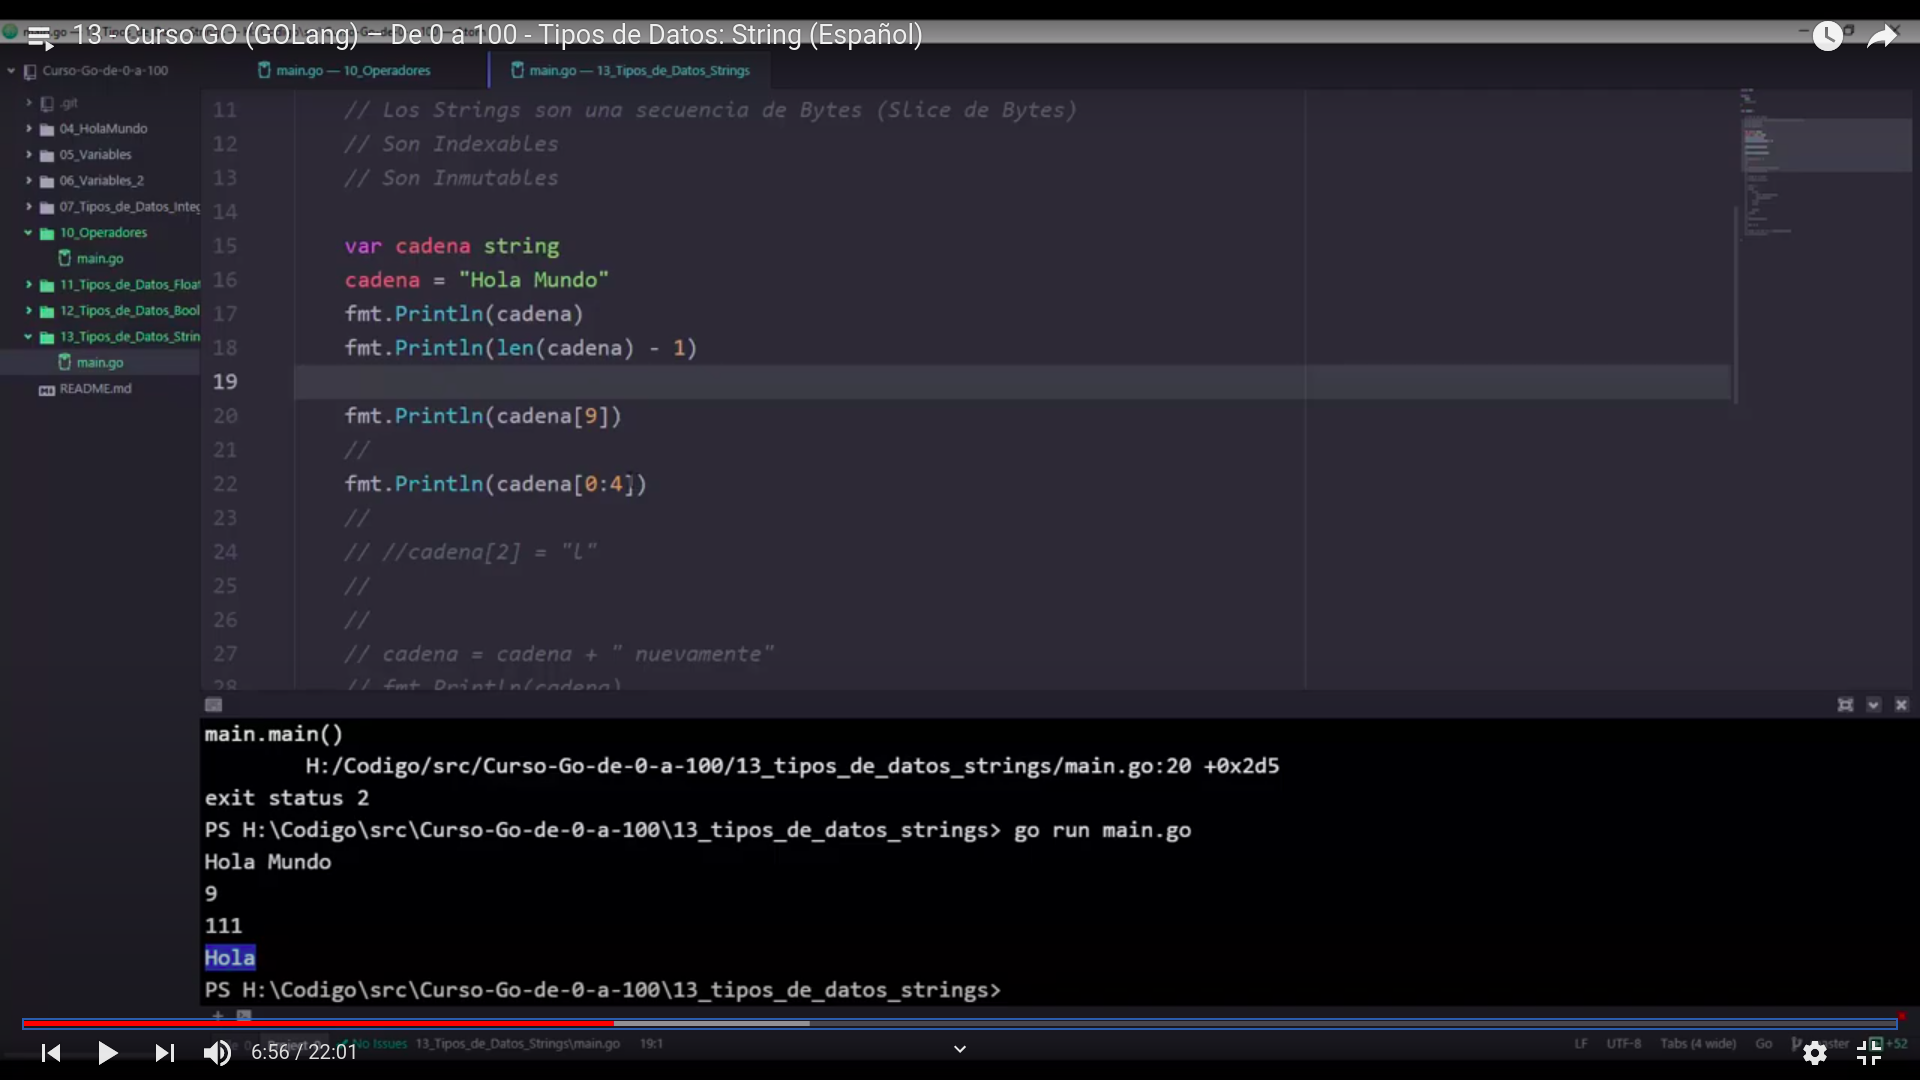 13 - Curso GO (GOLang) – De 0 a 100 - Tipos de Datos: String (Español)
Curso-Go-de-0-a-100
main.go — 10_Operadores
main.go — 13_Tipos_de_Datos_Strings
.git
04_HolaMundo
05_Variables
06_Variables_2
07_Tipos_de_Datos_Integ
10_Operadores
main.go
11_Tipos_de_Datos_Float
12_Tipos_de_Datos_Bool
13_Tipos_de_Datos_Strin
main.go
README.md
11 // Los Strings son una secuencia de Bytes (Slice de Bytes)
12 // Son Indexables
13 // Son Inmutables
14
15 var cadena string
16 cadena = "Hola Mundo"
17 fmt.Println(cadena)
18 fmt.Println(len(cadena) - 1)
19
20 fmt.Println(cadena[9])
21 //
22 fmt.Println(cadena[0:4])
23 //
24 // //cadena[2] = "l"
25 //
26 //
27 // cadena = cadena + " nuevamente"
28 // fmt.Println(cadena)
main.main()
H:/Codigo/src/Curso-Go-de-0-a-100/13_tipos_de_datos_strings/main.go:20 +0x2d5
exit status 2
PS H:\Codigo\src\Curso-Go-de-0-a-100\13_tipos_de_datos_strings> go run main.go
Hola Mundo
9
111
Hola
PS H:\Codigo\src\Curso-Go-de-0-a-100\13_tipos_de_datos_strings>
6:56 / 22:01
No Issues 13_Tipos_de_Datos_Strings\main.go 19:1
LF UTF-8 Tabs (4 wide) Go master +52